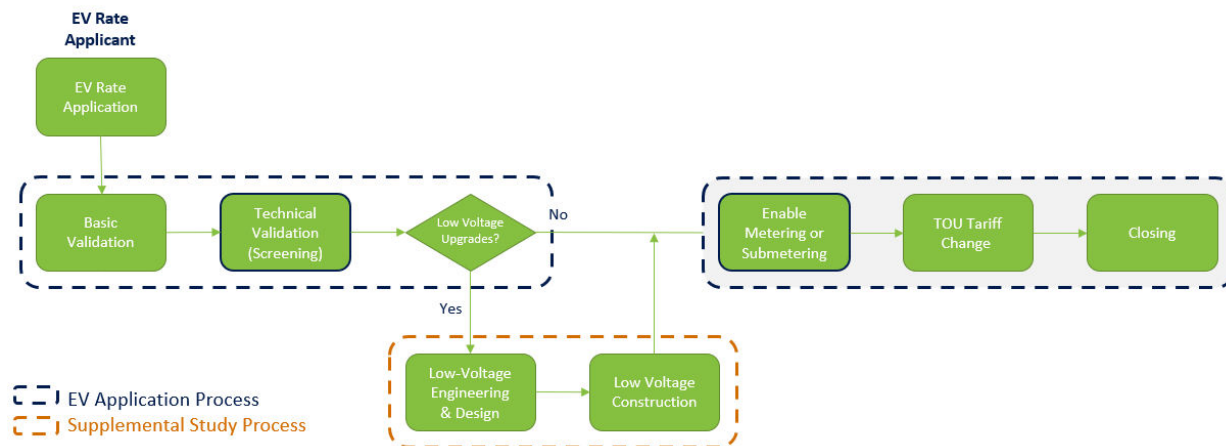 EV Rate
Applicant
EV Rate
Application
Basic
Validation
Technical
Validation
(Screening)
Low Voltage
Upgrades?
No
Yes
Enable
Metering or
Submetering
TOU Tariff
Change
Closing
Low-Voltage
Engineering
& Design
Low Voltage
Construction
EV Application Process
Supplemental Study Process